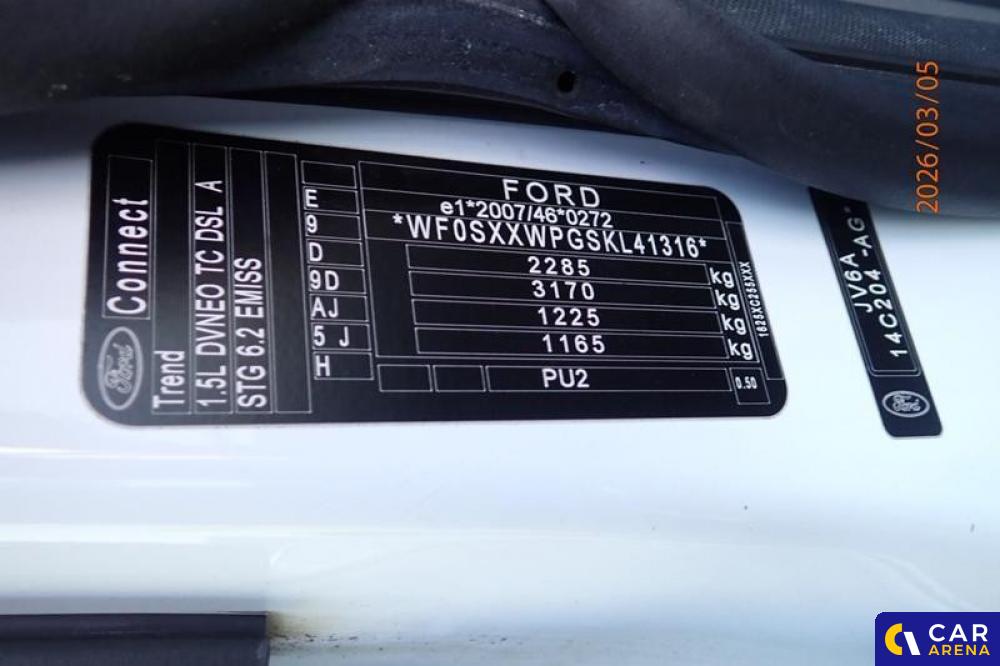 FORD
e1*2007/46*0272
*WF0SXXWPGSKL41316*
2285 kg
3170 kg
1225 kg
1165 kg
PU2
0.50
1625XC255XXX
E
9
D
9D
AJ
5 J
H
Connect
Ford
Trend
1.5L DVNEO TC DSL A
STG 6.2 EMISS
JV6A
14C204 -AG
Ford
2026/03/05
CAR
ARENA